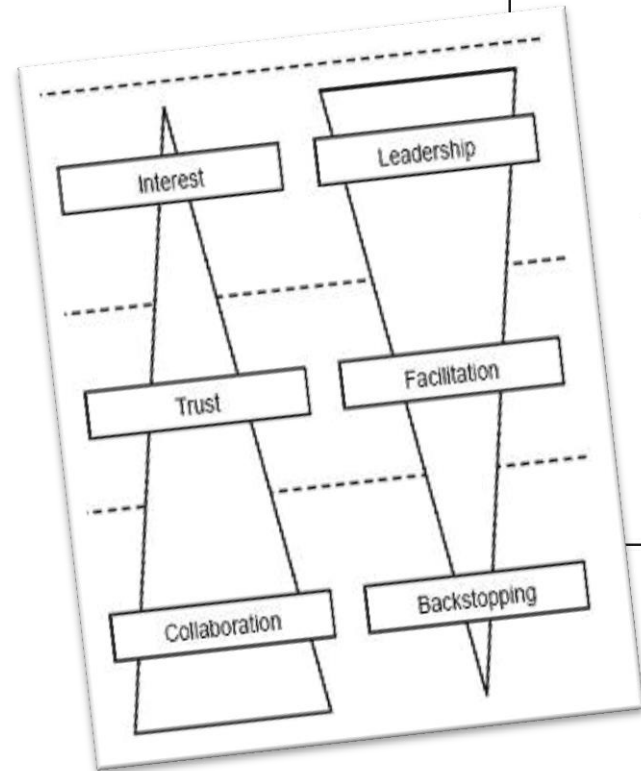 Interest
Leadership
Trust
Facilitation
Collaboration
Backstopping